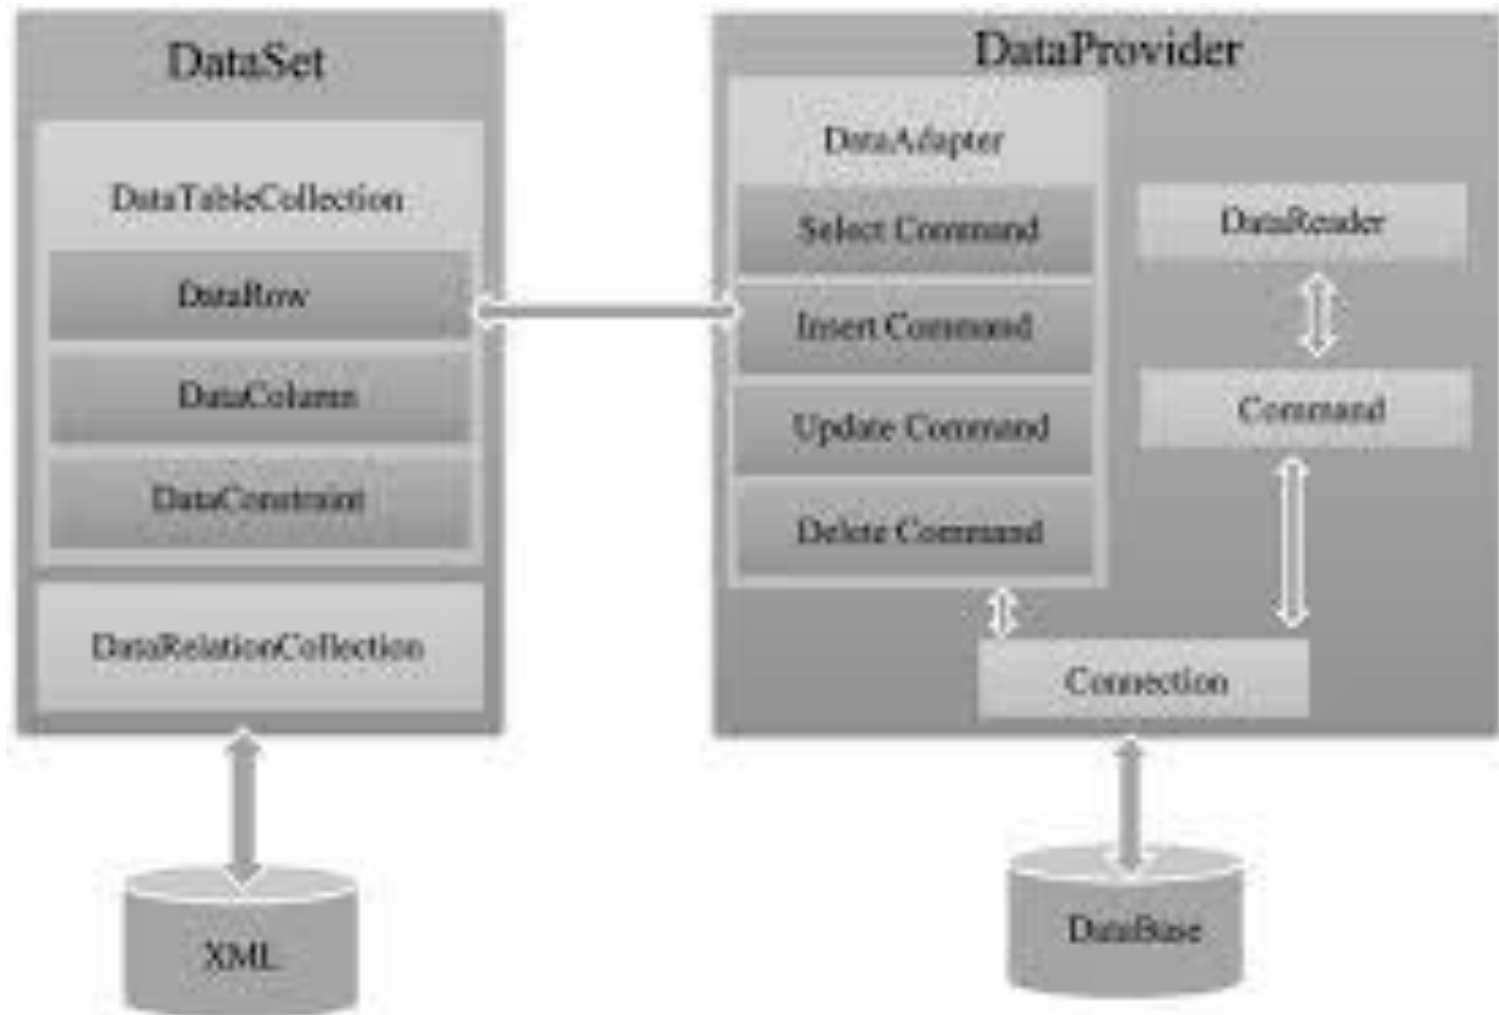 DataSet
DataTableCollection
DataRow
DataColumn
DataConstraint
DataRelationCollection
XML
DataProvider
DataAdapter
Select Command
Insert Command
Update Command
Delete Command
DataReader
Command
Connection
DataBase